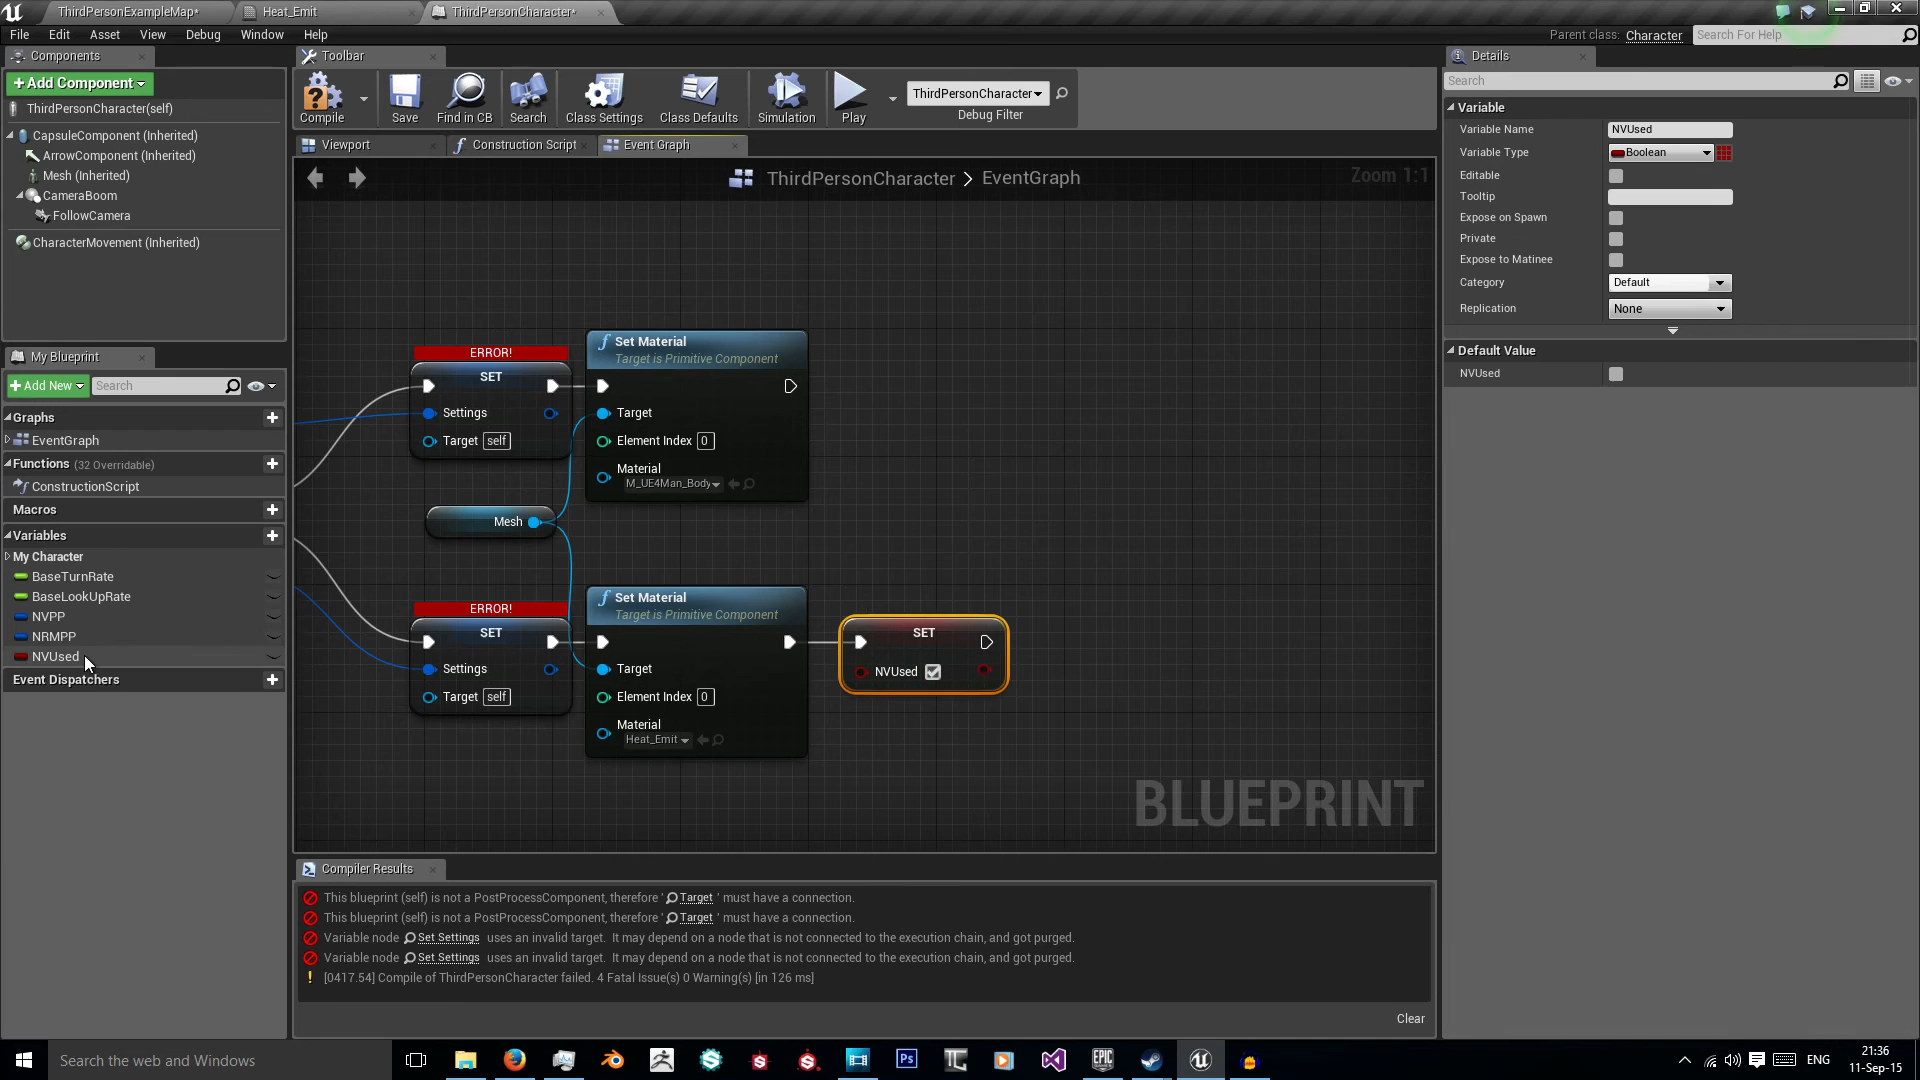 ThirdPersonExampleMap*
Heat_Emit
ThirdPersonCharacter*
File Edit Asset View Debug Window Help
Parent class: Character
Search For Help
Components
+Add Component
ThirdPersonCharacter(self)
CapsuleComponent (Inherited)
ArrowComponent (Inherited)
Mesh (Inherited)
CameraBoom
FollowCamera
CharacterMovement (Inherited)
My Blueprint
+Add New
Search
Graphs
EventGraph
Functions (32 Overridable)
ConstructionScript
Macros
Variables
My Character
BaseTurnRate
BaseLookUpRate
NVPP
NRMPP
NVUsed
Event Dispatchers
Toolbar
Compile
Save
Find in CB
Search
Class Settings
Class Defaults
Simulation
Play
ThirdPersonCharacter
Debug Filter
Viewport
Construction Script
Event Graph
ThirdPersonCharacter > EventGraph
Zoom 1:1
ERROR!
SET
Settings
Target self
Set Material
Target is Primitive Component
Target
Element Index 0
Material
M_UE4Man_Body
Mesh
ERROR!
SET
Settings
Target self
Set Material
Target is Primitive Component
Target
Element Index 0
Material
Heat_Emit
SET
NVUsed
BLUEPRINT
Compiler Results
This blueprint (self) is not a PostProcessComponent, therefore ' Target ' must have a connection.
This blueprint (self) is not a PostProcessComponent, therefore ' Target ' must have a connection.
Variable node Set Settings uses an invalid target. It may depend on a node that is not connected to the execution chain, and got purged.
Variable node Set Settings uses an invalid target. It may depend on a node that is not connected to the execution chain, and got purged.
[0417.54] Compile of ThirdPersonCharacter failed. 4 Fatal Issue(s) 0 Warning(s) [in 126 ms]
Clear
Details
Search
Variable
Variable Name NVUsed
Variable Type Boolean
Editable
Tooltip
Expose on Spawn
Private
Expose to Matinee
Category Default
Replication None
Default Value
NVUsed
Search the web and Windows
Ps
EPIC
ENG
21:36
11-Sep-15